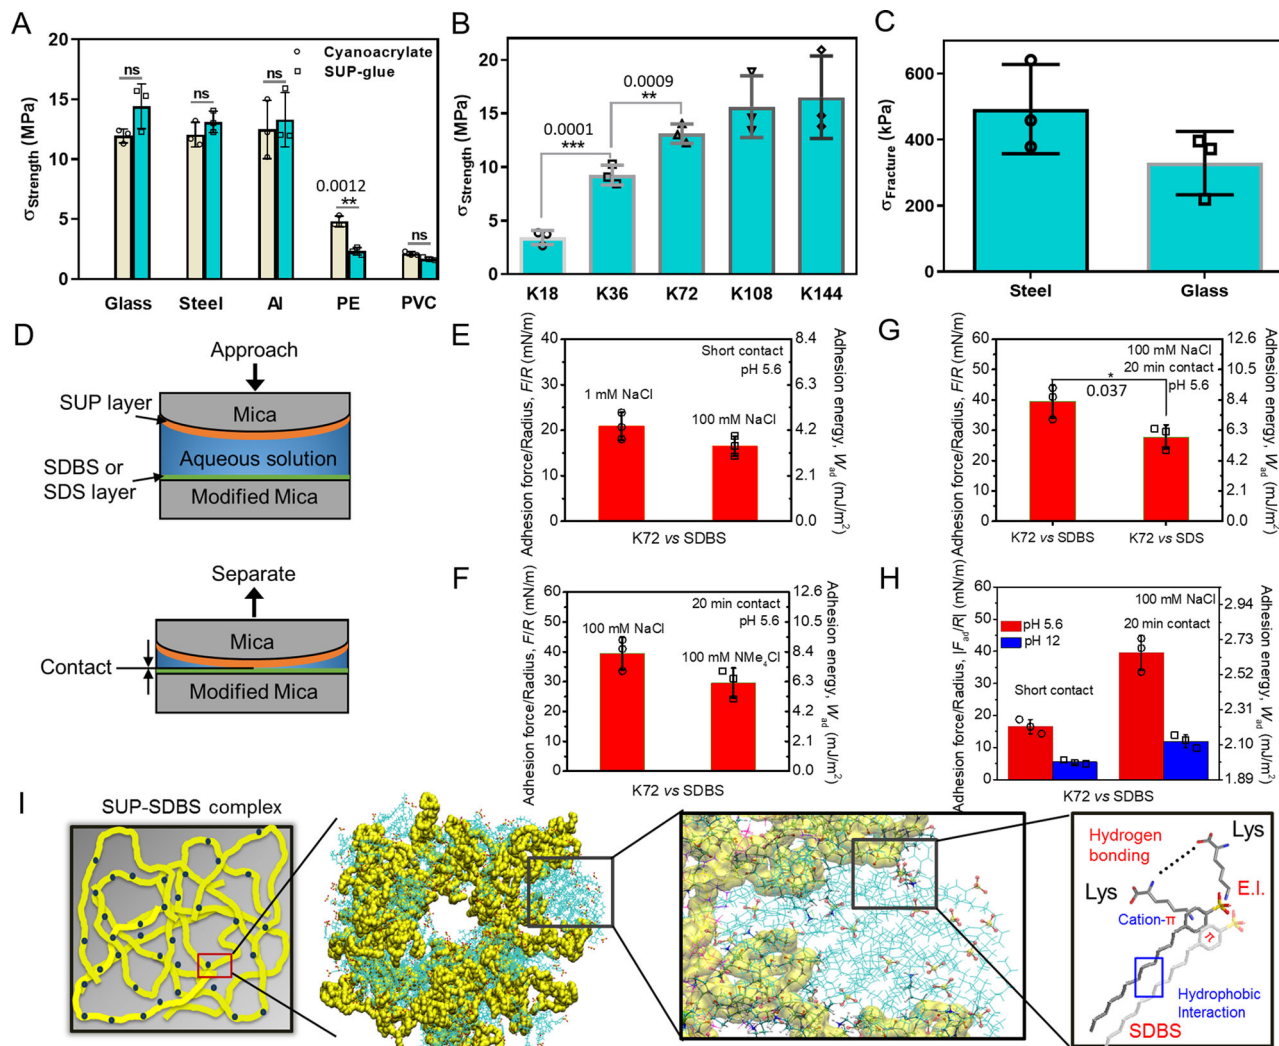 A
σStrength (MPa)
20
15
10
5
0
Cyanoacrylate
SUP-glue
ns
ns
ns
0.0012
**
ns
Glass Steel Al PE PVC
B
σStrength (MPa)
20
15
10
5
0
0.0001
***
0.0009
**
K18 K36 K72 K108 K144
C
σFracture (kPa)
600
400
200
0
Steel Glass
D
Approach
SUP layer
Mica
Aqueous solution
SDBS or
SDS layer
Modified Mica
Separate
Mica
Contact
Modified Mica
E
Adhesion force/Radius, F/R (mN/m)
40
30
20
10
0
Short contact
pH 5.6
1 mM NaCl
100 mM NaCl
8.4
6.3
4.2
2.1
0.0
Adhesion energy, Wad (mJ/m²)
K72 vs SDBS
F
Adhesion force/Radius, F/R (mN/m)
60
50
40
30
20
10
0
20 min contact
pH 5.6
100 mM NaCl
100 mM NMe₄Cl
12.6
10.5
8.4
6.3
4.2
2.1
0.0
Adhesion energy, Wad (mJ/m²)
K72 vs SDBS
G
Adhesion force/Radius, F/R (mN/m)
60
50
40
30
20
10
0
100 mM NaCl
20 min contact
pH 5.6
*
0.037
12.6
10.5
8.4
6.3
4.2
2.1
0.0
Adhesion energy, Wad (mJ/m²)
K72 vs SDBS K72 vs SDS
H
Adhesion force/Radius, |Fad/R| (mN/m)
60
50
40
30
20
10
0
100 mM NaCl
20 min contact
pH 5.6
pH 12
Short contact
2.94
2.73
2.52
2.31
2.21
2.10
1.89
Adhesion energy, Wad (mJ/m²)
K72 vs SDBS
I
SUP-SDBS complex
Hydrogen
bonding
Lys
Lys
E.I.
Cation-π
π
Hydrophobic
Interaction
SDBS